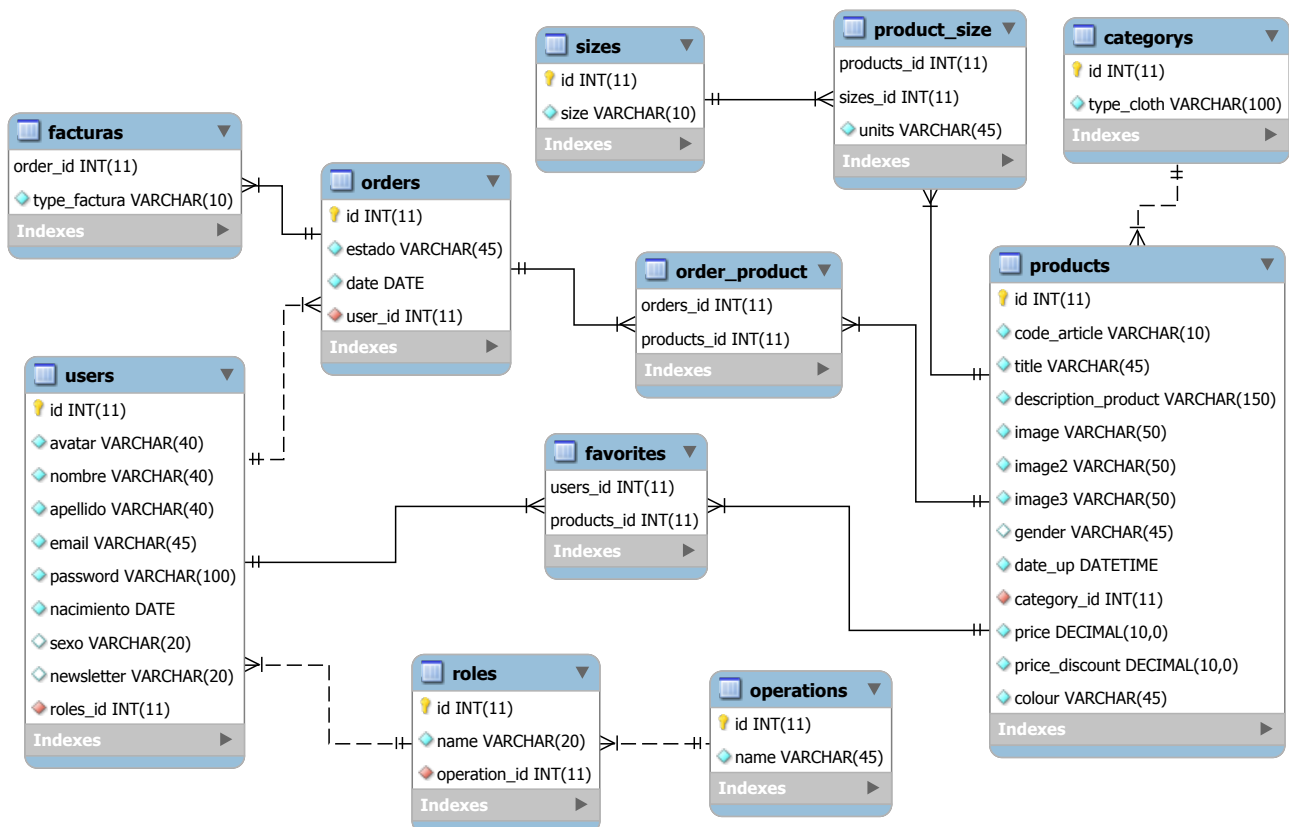 sizes
id INT(11)
size VARCHAR(10)
Indexes
product_size
products_id INT(11)
sizes_id INT(11)
units VARCHAR(45)
Indexes
categorys
id INT(11)
type_cloth VARCHAR(100)
Indexes
facturas
order_id INT(11)
type_factura VARCHAR(10)
Indexes
orders
id INT(11)
estado VARCHAR(45)
date DATE
user_id INT(11)
Indexes
order_product
orders_id INT(11)
products_id INT(11)
Indexes
products
id INT(11)
code_article VARCHAR(10)
title VARCHAR(45)
description_product VARCHAR(150)
image VARCHAR(50)
image2 VARCHAR(50)
image3 VARCHAR(50)
gender VARCHAR(45)
date_up DATETIME
category_id INT(11)
price DECIMAL(10,0)
price_discount DECIMAL(10,0)
colour VARCHAR(45)
Indexes
users
id INT(11)
avatar VARCHAR(40)
nombre VARCHAR(40)
apellido VARCHAR(40)
email VARCHAR(45)
password VARCHAR(100)
nacimiento DATE
sexo VARCHAR(20)
newsletter VARCHAR(20)
roles_id INT(11)
Indexes
favorites
users_id INT(11)
products_id INT(11)
Indexes
roles
id INT(11)
name VARCHAR(20)
operation_id INT(11)
Indexes
operations
id INT(11)
name VARCHAR(45)
Indexes